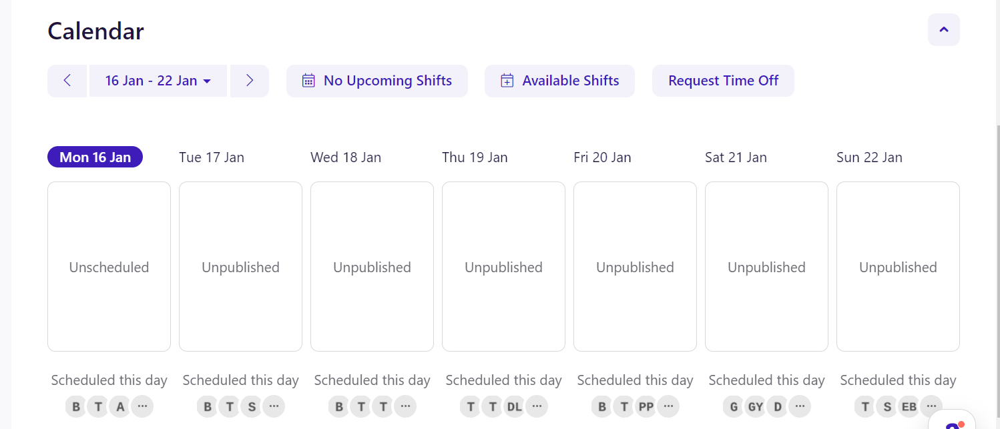 Calendar
16 Jan - 22 Jan No Upcoming Shifts Available Shifts Request Time Off
Mon 16 Jan Tue 17 Jan Wed 18 Jan Thu 19 Jan Fri 20 Jan Sat 21 Jan Sun 22 Jan
Unscheduled Unpublished Unpublished Unpublished Unpublished Unpublished Unpublished
Scheduled this day Scheduled this day Scheduled this day Scheduled this day Scheduled this day Scheduled this day Scheduled this day
B T A ... B T S ... B T T ... T T DL ... B T PP ... G GY D ... T S EB ...